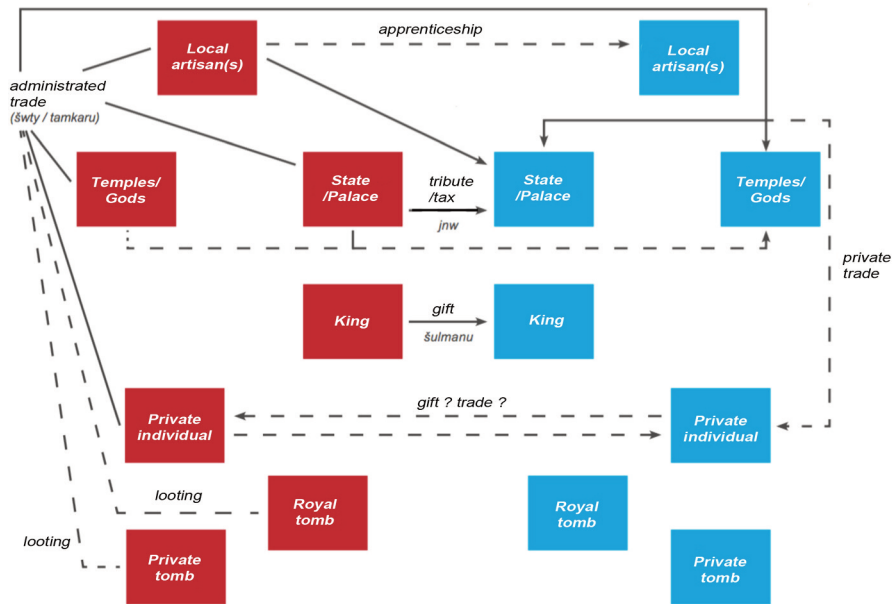 apprenticeship
Local
artisan(s)
Local
artisan(s)
administrated
trade
(šwty / tamkaru)
Temples/
Gods
State
/Palace
tribute
/tax
jnw
State
/Palace
Temples/
Gods
private
trade
King
gift
šulmanu
King
gift ? trade ?
Private
individual
Private
individual
looting
Royal
tomb
Royal
tomb
looting
Private
tomb
Private
tomb